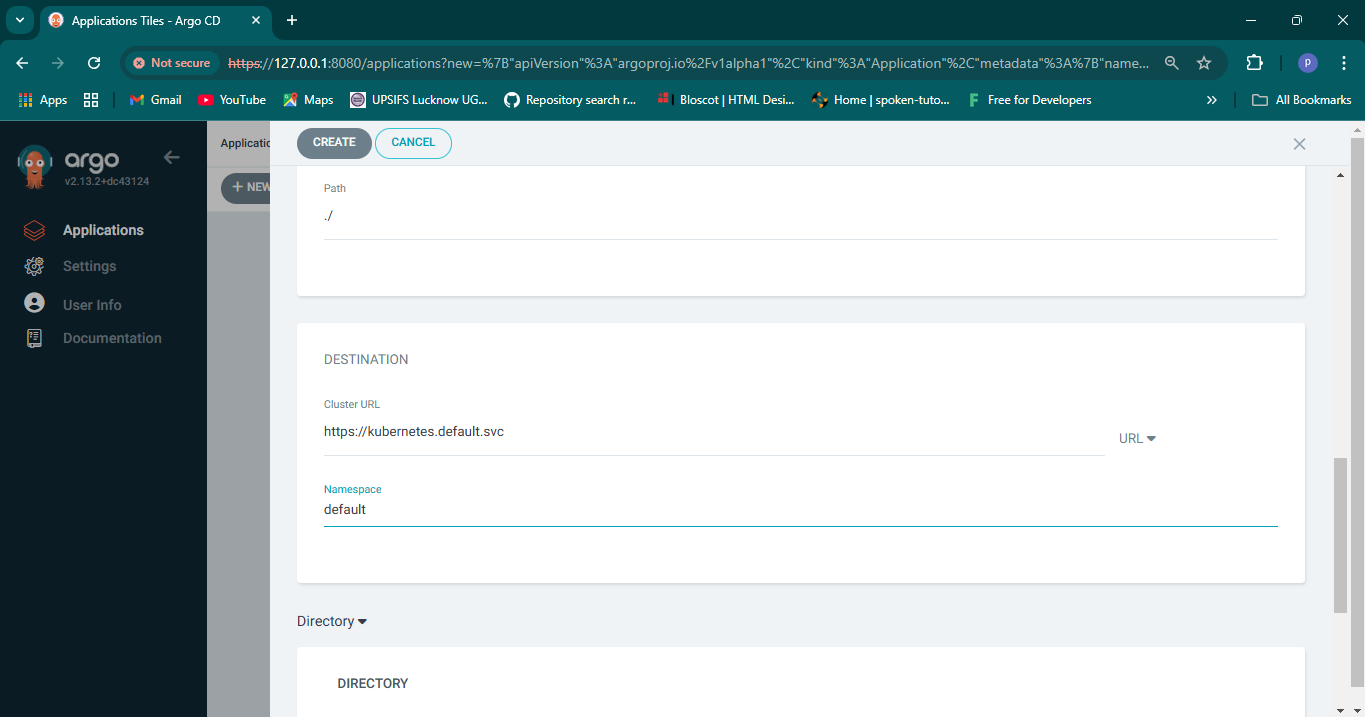 Applications Tiles - Argo CD
Not secure https://127.0.0.1:8080/applications?new=%7B"apiVersion"%3A"argoproj.io%2Fv1alpha1"%2C"kind"%3A"Application"%2C"metadata"%3A%7B"name... P
Apps Gmail YouTube Maps UPSIFS Lucknow UG... Repository search r... Bloscot | HTML Desi... Home | spoken-tuto... Free for Developers » All Bookmarks
argo
v2.13.2+dc43124
Applications
Settings
User Info
Documentation
Applicatio
+ NEW
CREATE CANCEL
Path
./
DESTINATION
Cluster URL
https://kubernetes.default.svc
URL
Namespace
default
Directory
DIRECTORY